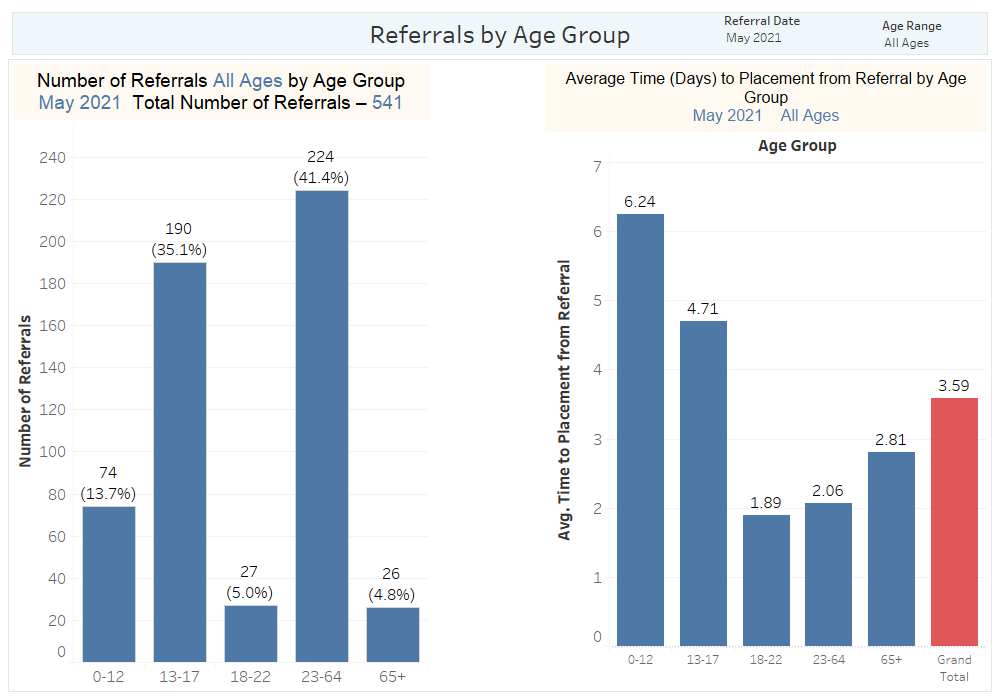 Referrals by Age Group
Referral Date
May 2021
Age Range
All Ages
Number of Referrals All Ages by Age Group
May 2021 Total Number of Referrals – 541
Number of Referrals
240
220
200
180
160
140
120
100
80
60
40
20
0
74
(13.7%)
190
(35.1%)
27
(5.0%)
224
(41.4%)
26
(4.8%)
0-12 13-17 18-22 23-64 65+
Average Time (Days) to Placement from Referral by Age
Group
May 2021 All Ages
Age Group
Avg. Time to Placement from Referral
7
6
5
4
3
2
1
0
6.24
4.71
1.89
2.06
2.81
3.59
0-12 13-17 18-22 23-64 65+ Grand
Total